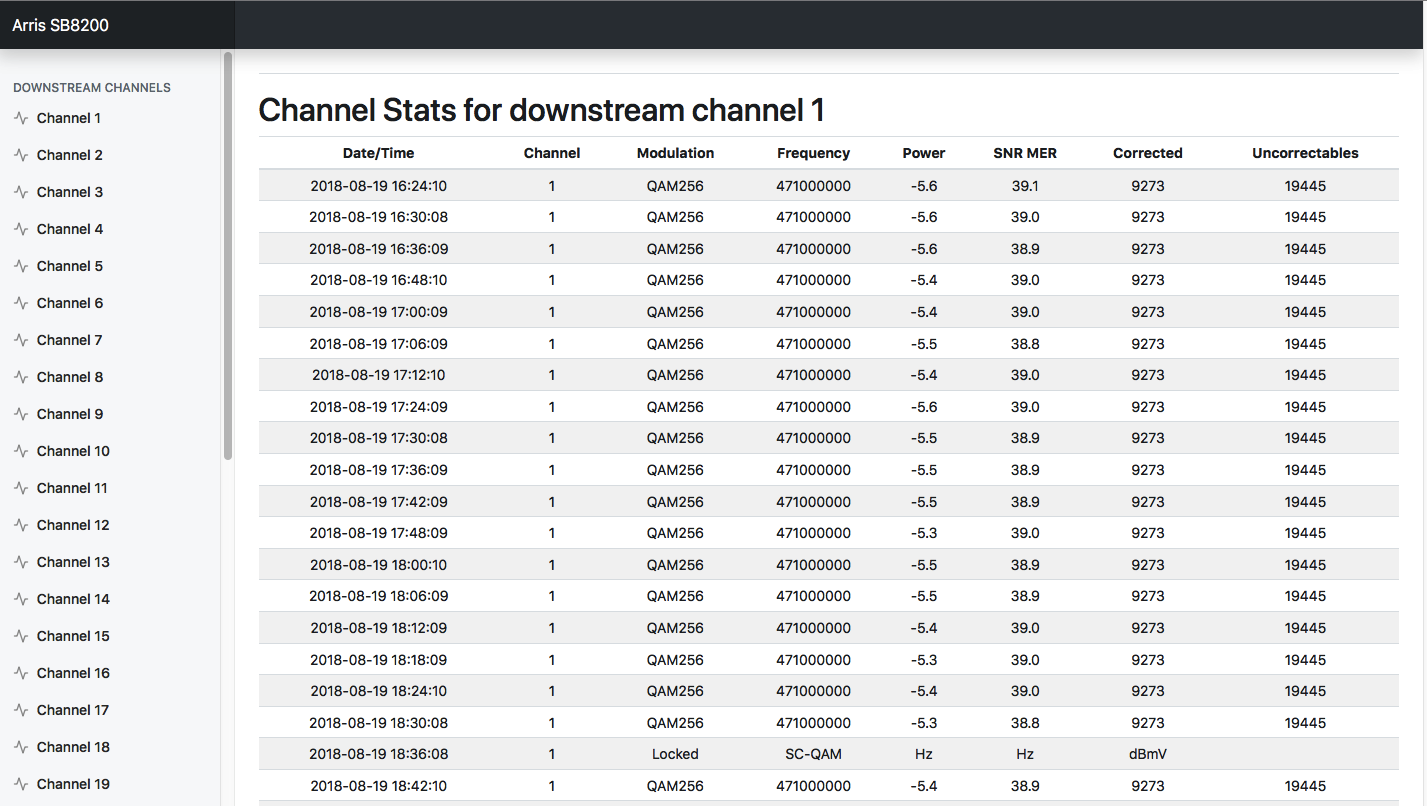 Arris SB8200
DOWNSTREAM CHANNELS
Channel 1
Channel 2
Channel 3
Channel 4
Channel 5
Channel 6
Channel 7
Channel 8
Channel 9
Channel 10
Channel 11
Channel 12
Channel 13
Channel 14
Channel 15
Channel 16
Channel 17
Channel 18
Channel 19
Channel Stats for downstream channel 1
Date/Time Channel Modulation Frequency Power SNR MER Corrected Uncorrectables
2018-08-19 16:24:10 1 QAM256 471000000 -5.6 39.1 9273 19445
2018-08-19 16:30:08 1 QAM256 471000000 -5.6 39.0 9273 19445
2018-08-19 16:36:09 1 QAM256 471000000 -5.6 38.9 9273 19445
2018-08-19 16:48:10 1 QAM256 471000000 -5.4 39.0 9273 19445
2018-08-19 17:00:09 1 QAM256 471000000 -5.4 39.0 9273 19445
2018-08-19 17:06:09 1 QAM256 471000000 -5.5 38.8 9273 19445
2018-08-19 17:12:10 1 QAM256 471000000 -5.4 39.0 9273 19445
2018-08-19 17:24:09 1 QAM256 471000000 -5.6 39.0 9273 19445
2018-08-19 17:30:08 1 QAM256 471000000 -5.5 38.9 9273 19445
2018-08-19 17:36:09 1 QAM256 471000000 -5.5 38.9 9273 19445
2018-08-19 17:42:09 1 QAM256 471000000 -5.5 38.9 9273 19445
2018-08-19 17:48:09 1 QAM256 471000000 -5.3 39.0 9273 19445
2018-08-19 18:00:10 1 QAM256 471000000 -5.5 38.9 9273 19445
2018-08-19 18:06:09 1 QAM256 471000000 -5.5 38.9 9273 19445
2018-08-19 18:12:09 1 QAM256 471000000 -5.4 39.0 9273 19445
2018-08-19 18:18:09 1 QAM256 471000000 -5.3 39.0 9273 19445
2018-08-19 18:24:10 1 QAM256 471000000 -5.4 39.0 9273 19445
2018-08-19 18:30:08 1 QAM256 471000000 -5.3 38.8 9273 19445
2018-08-19 18:36:08 1 Locked SC-QAM Hz Hz dBmV
2018-08-19 18:42:10 1 QAM256 471000000 -5.4 38.9 9273 19445